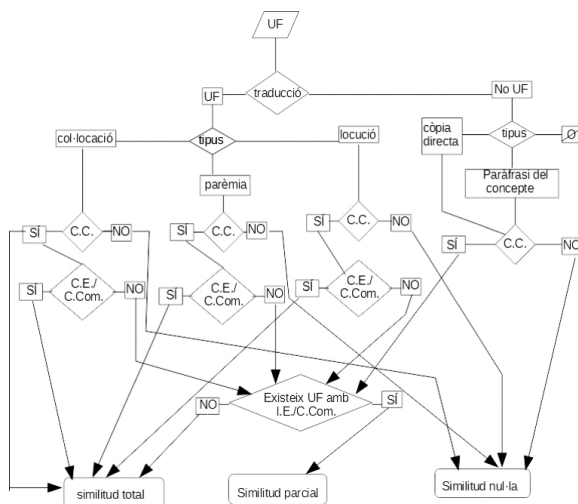 UF
traducció
UF
No UF
col·locació
tipus
locució
còpia
directa
tipus
Ø
parèmia
Paràfrasi del
concepte
SÍ
C.C.
NO
SÍ
C.C.
NO
SÍ
C.C.
NO
SÍ
C.C.
NO
SÍ
C.E./
C.Com.
NO
SÍ
C.E./
C.Com.
NO
SÍ
C.E./
C.Com.
NO
NO
Existeix UF amb
I.E./C.Com.
SÍ
similitud total
Similitud parcial
Similitud nul·la